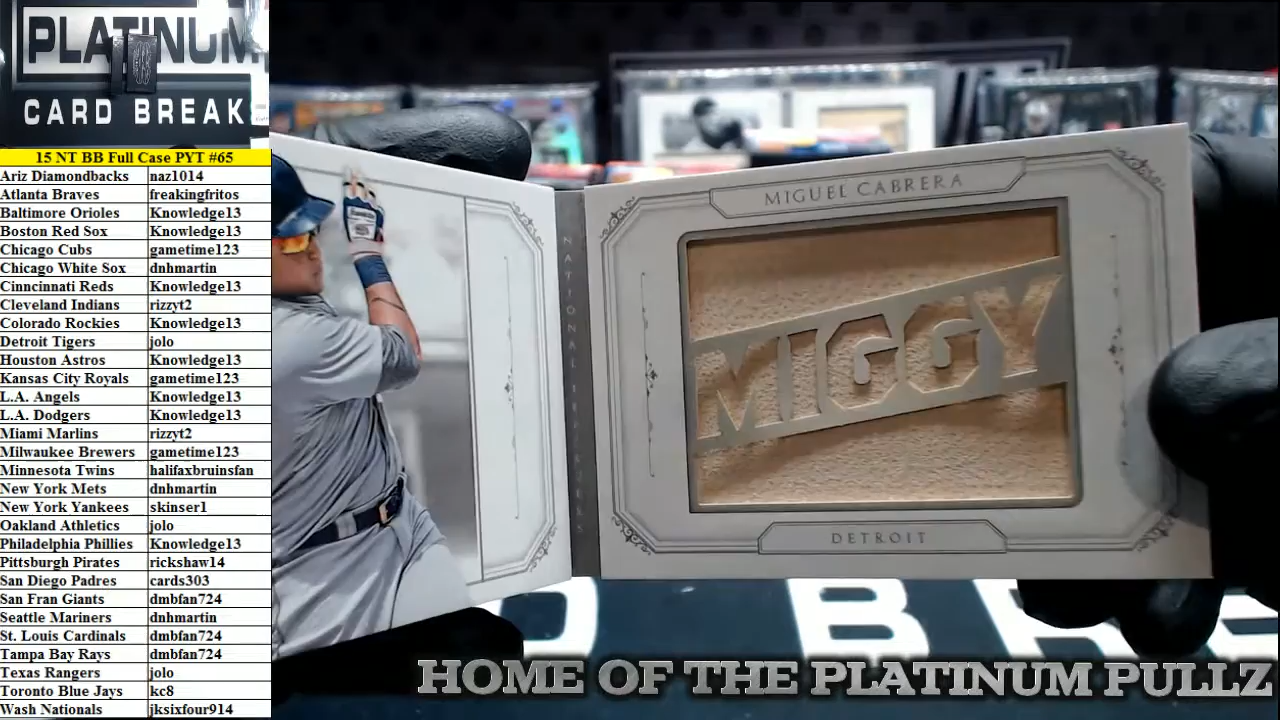 PLATINUM
CARD BREAK
15 NT BB Full Case PYT #65
Ariz Diamondbacks naz1014
Atlanta Braves freakingfritos
Baltimore Orioles Knowledge13
Boston Red Sox Knowledge13
Chicago Cubs gametime123
Chicago White Sox dnhmartin
Cinncinnati Reds Knowledge13
Cleveland Indians rizzyt2
Colorado Rockies Knowledge13
Detroit Tigers jolo
Houston Astros Knowledge13
Kansas City Royals gametime123
L.A. Angels Knowledge13
L.A. Dodgers Knowledge13
Miami Marlins rizzyt2
Milwaukee Brewers gametime123
Minnesota Twins halifaxbruinsfan
New York Mets dnhmartin
New York Yankees skinser1
Oakland Athletics jolo
Philadelphia Phillies Knowledge13
Pittsburgh Pirates rickshaw14
San Diego Padres cards303
San Fran Giants dmbfan724
Seattle Mariners dnhmartin
St. Louis Cardinals dmbfan724
Tampa Bay Rays dmbfan724
Texas Rangers jolo
Toronto Blue Jays kc8
Wash Nationals jksixfour914
NATIONAL TREASURES
MIGUEL CABRERA
MIGGY
DETROIT
HOME OF THE PLATINUM PULLZ